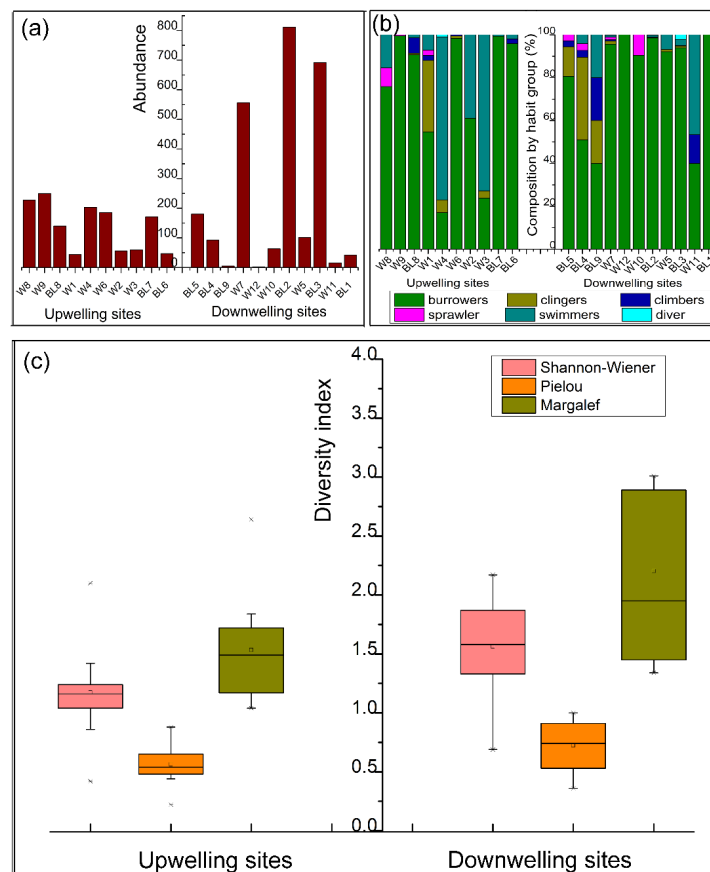 (a)
Abundance
800
700
600
500
400
300
200
100
0
W8 W9 BL8 W1 W4 W6 W2 W3 BL7 BL6
BL5 BL4 BL9 W7 W12 W10 BL2 W5 BL3 W11 BL1
Upwelling sites
Downwelling sites
(b)
Composition by habit group (%)
100
80
60
40
20
0
W8 W9 BL8 W1 W4 W6 W2 W3 BL7 BL6
BL5 BL4 BL9 W7 W12 W10 BL2 W5 BL3 W11 BL1
Upwelling sites
Downwelling sites
burrowers clingers climbers
sprawler swimmers diver
(c)
Diversity index
4.0
3.5
3.0
2.5
2.0
1.5
1.0
0.5
0.0
Shannon-Wiener
Pielou
Margalef
Upwelling sites
Downwelling sites